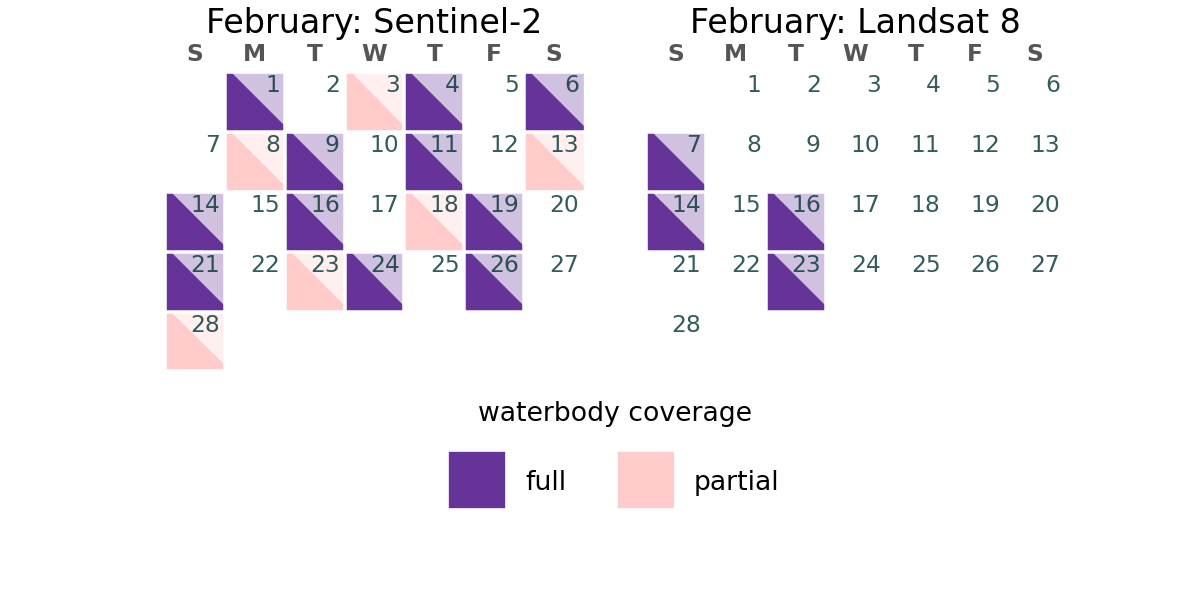 February: Sentinel-2
S M T W T F S
1 2 3 4 5 6
7 8 9 10 11 12 13
14 15 16 17 18 19 20
21 22 23 24 25 26 27
28
February: Landsat 8
S M T W T F S
1 2 3 4 5 6
7 8 9 10 11 12 13
14 15 16 17 18 19 20
21 22 23 24 25 26 27
28
waterbody coverage
full partial